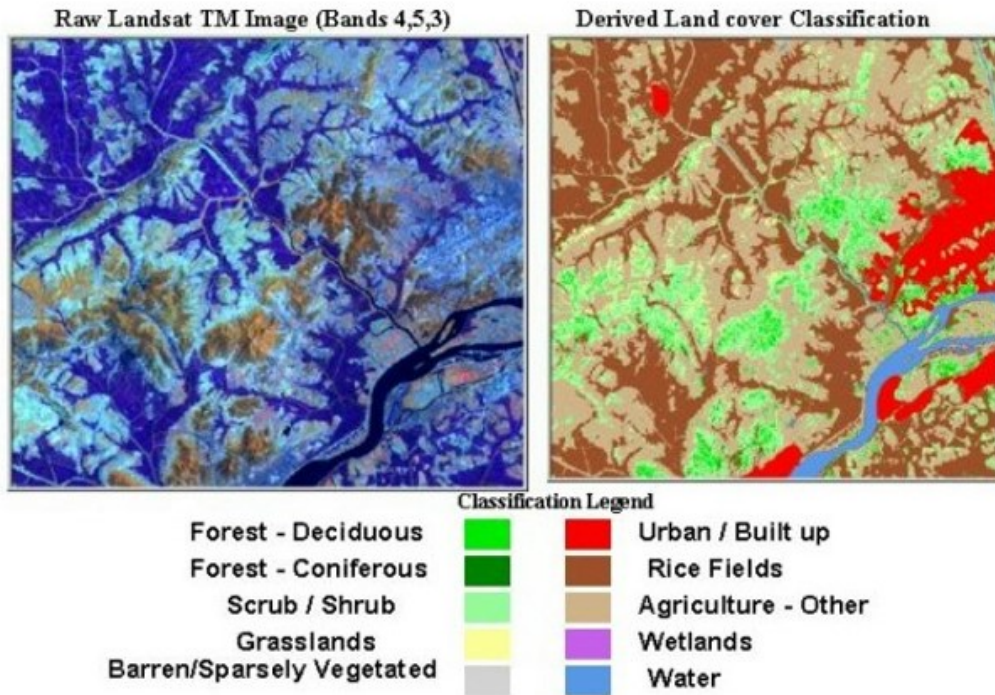 Raw Landsat TM Image (Bands 4,5,3)
Derived Land cover Classification
Classification Legend
Forest - Deciduous
Urban / Built up
Forest - Coniferous
Rice Fields
Scrub / Shrub
Agriculture - Other
Grasslands
Wetlands
Barren/Sparsely Vegetated
Water